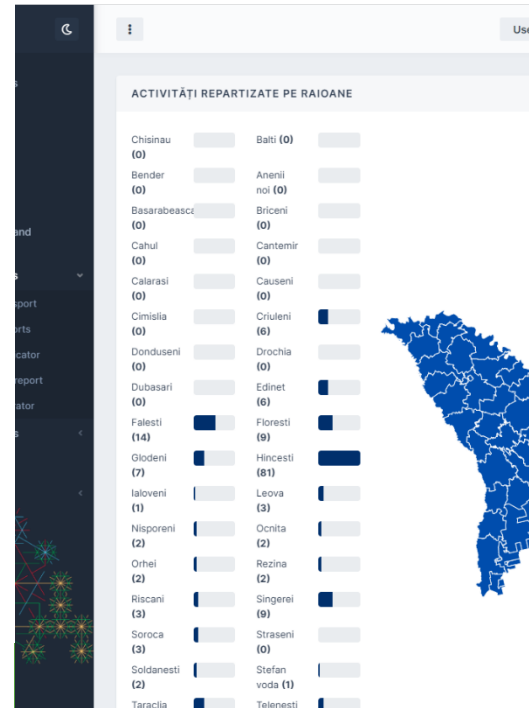 Use
s
ACTIVITĂȚI REPARTIZATE PE RAIOANE
Chisinau
(0)
Balti (0)
Bender
(0)
Anenii
noi (0)
Basarabeasca
(0)
Briceni
(0)
and
Cahul
(0)
Cantemir
(0)
s
Calarasi
(0)
Causeni
(0)
sport
Cimislia
(0)
Criuleni
(6)
orts
Donduseni
(0)
Drochia
(0)
cator
report
Dubasari
(0)
Edinet
(6)
ator
Falesti
(14)
Floresti
(9)
s
Glodeni
(7)
Hincesti
(81)
Ialoveni
(1)
Leova
(3)
Nisporeni
(2)
Ocnita
(2)
Orhei
(2)
Rezina
(2)
Riscani
(3)
Singerei
(9)
Soroca
(3)
Straseni
(0)
Soldanesti
(2)
Stefan
voda (1)
Taraclia
Telenesti